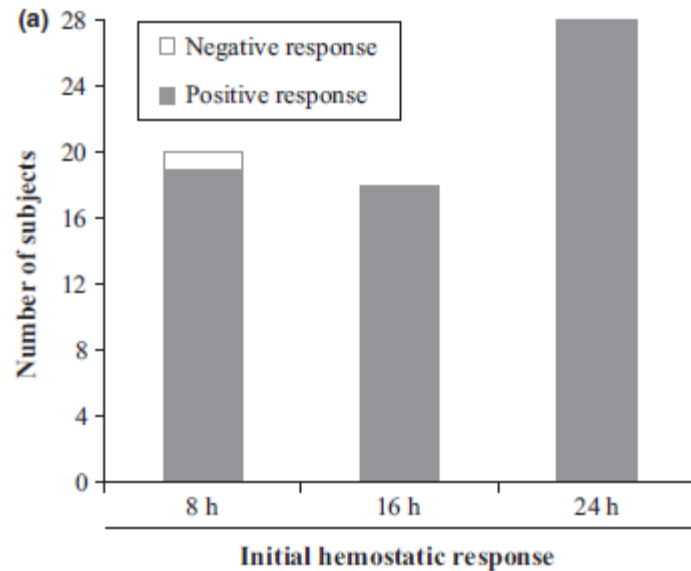 (a)
Negative response
Positive response
Number of subjects
28
24
20
16
12
8
4
0
8 h 16 h 24 h
Initial hemostatic response